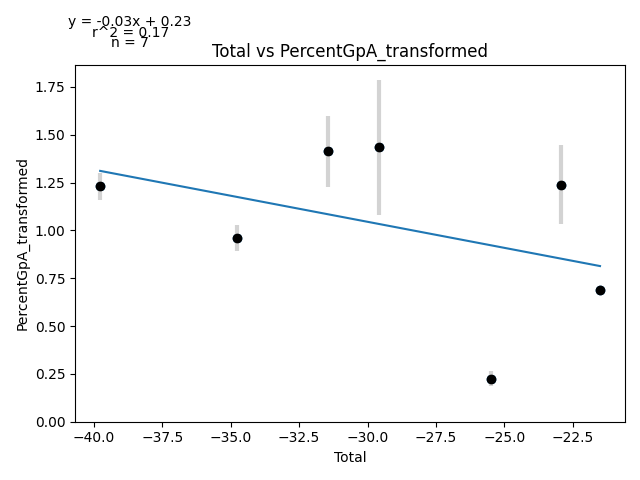 y = -0.03x + 0.23
r^2 = 0.17
n = 7
Total vs PercentGpA_transformed
PercentGpA_transformed
1.75
1.50
1.25
1.00
0.75
0.50
0.25
0.00
−40.0 −37.5 −35.0 −32.5 −30.0 −27.5 −25.0 −22.5
Total